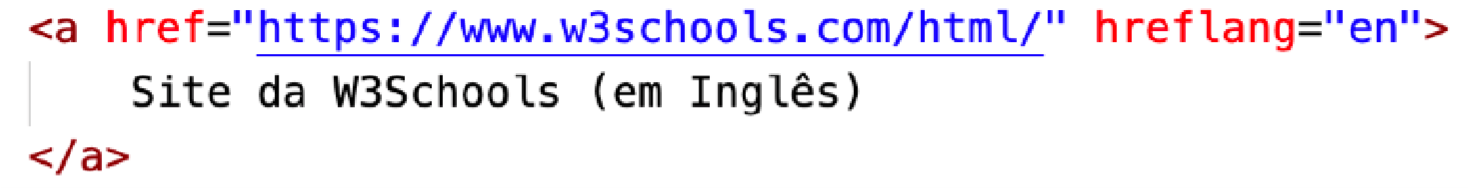 <a href="https://www.w3schools.com/html/" hreflang="en">
Site da W3Schools (em Inglês)
</a>